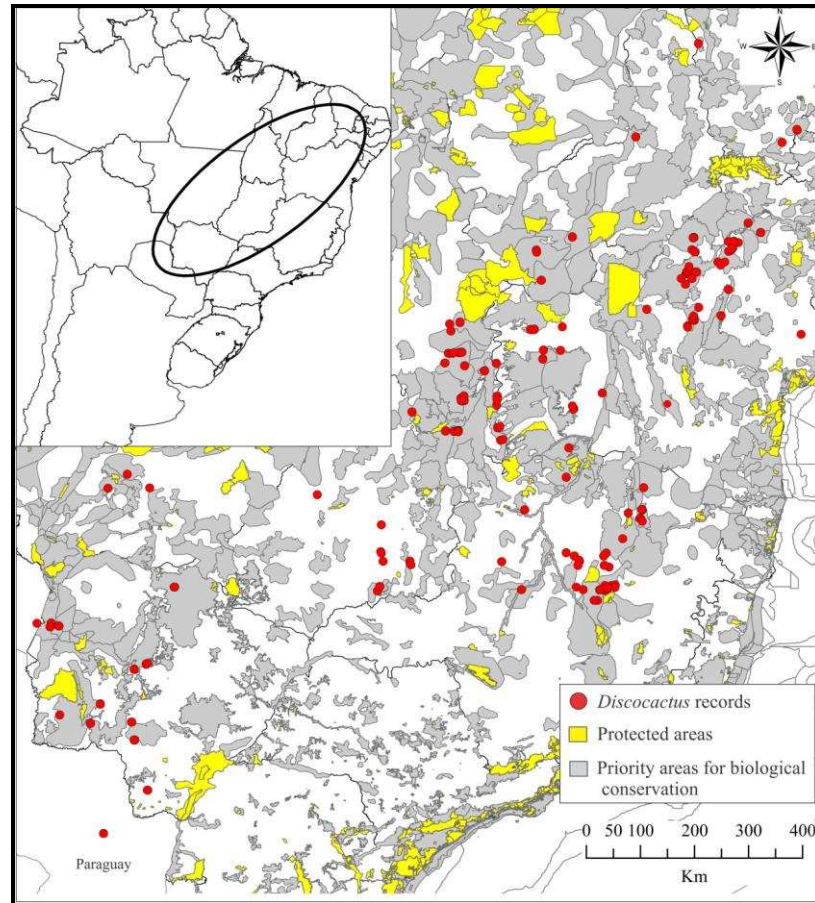 N
W E
S
Discocactus records
Protected areas
Priority areas for biological
conservation
0 50 100 200 300 400
Km
Paraguay